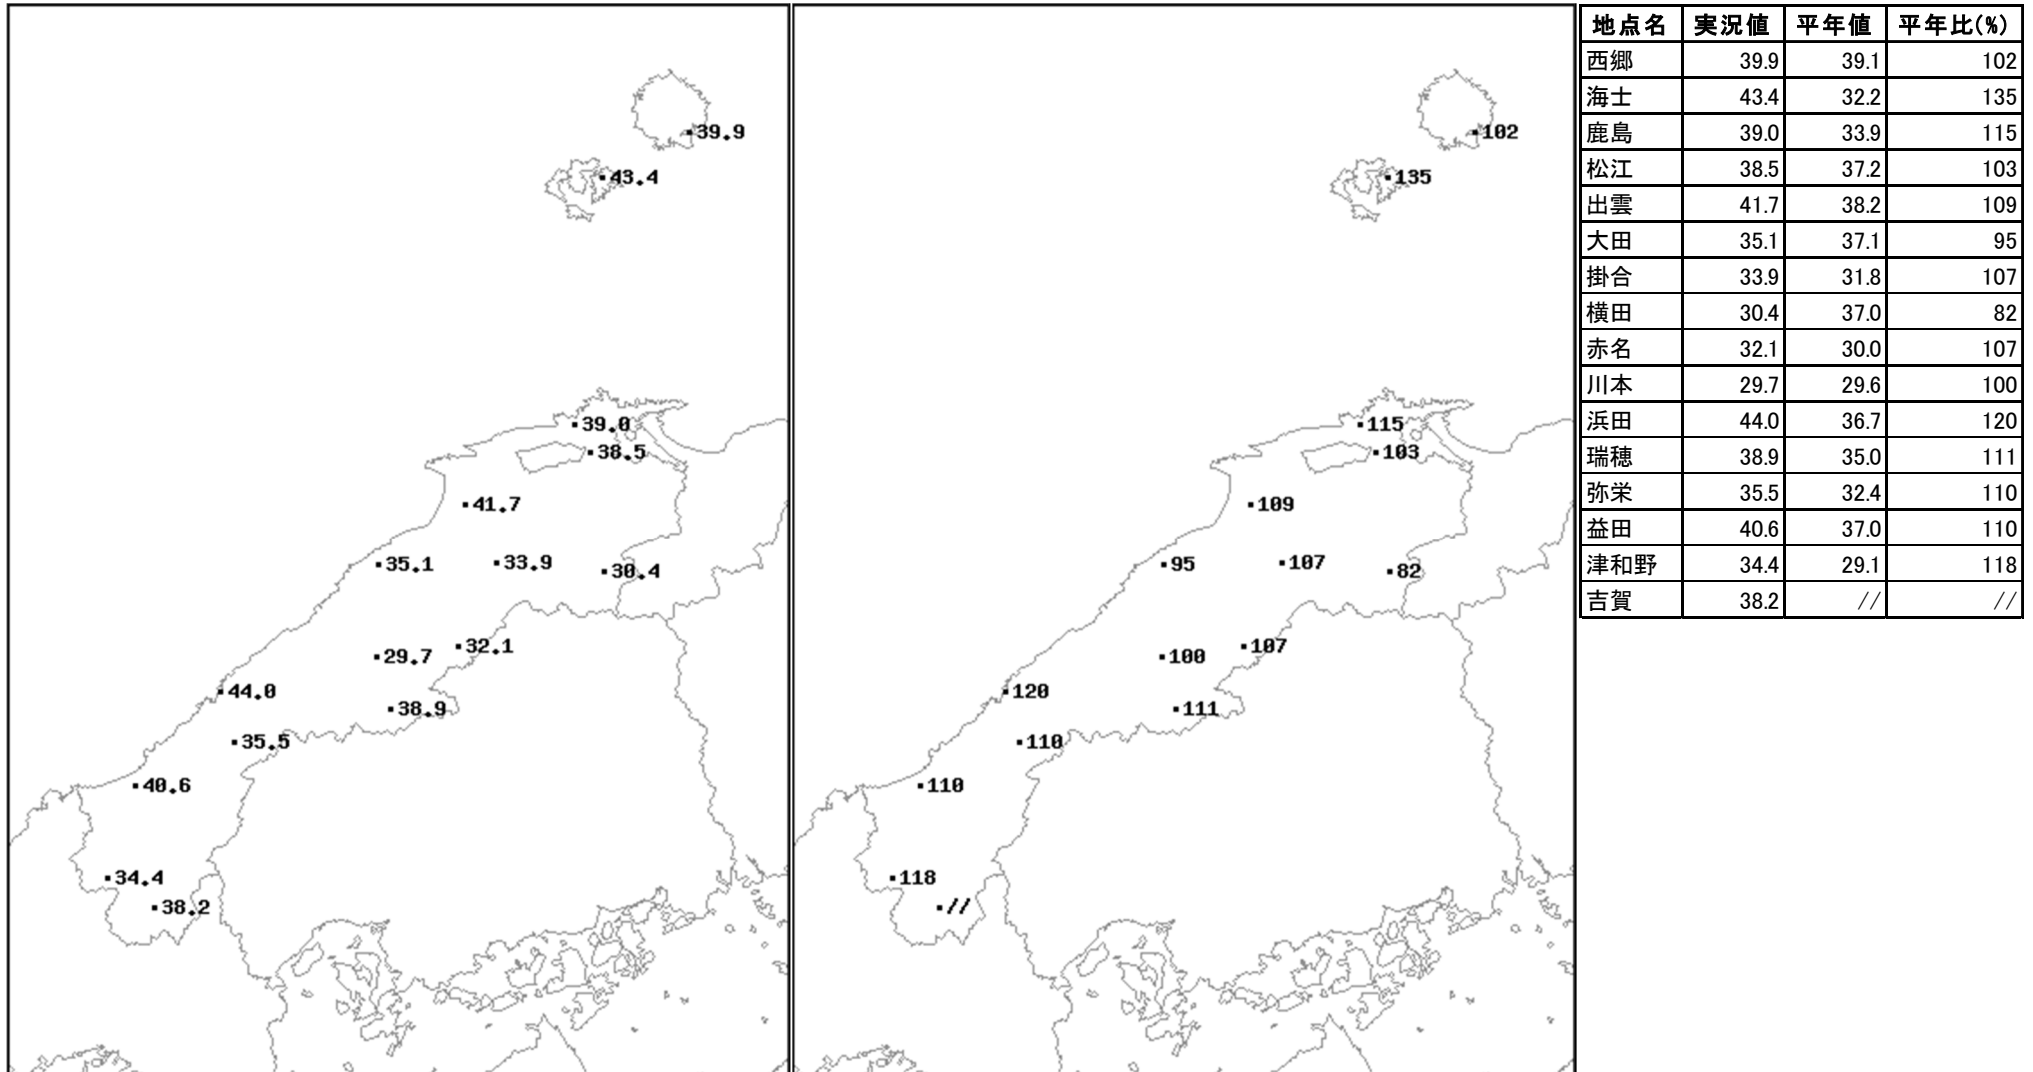 39.9
43.4
39.0
38.5
41.7
35.1
33.9
30.4
32.1
29.7
44.0
38.9
35.5
40.6
34.4
38.2
102
135
115
103
109
95
107
82
107
100
120
111
110
110
118
//
地点名 実況値 平年値 平年比(%)
西郷 39.9 39.1 102
海士 43.4 32.2 135
鹿島 39.0 33.9 115
松江 38.5 37.2 103
出雲 41.7 38.2 109
大田 35.1 37.1 95
掛合 33.9 31.8 107
横田 30.4 37.0 82
赤名 32.1 30.0 107
川本 29.7 29.6 100
浜田 44.0 36.7 120
瑞穂 38.9 35.0 111
弥栄 35.5 32.4 110
益田 40.6 37.0 110
津和野 34.4 29.1 118
吉賀 38.2 // //